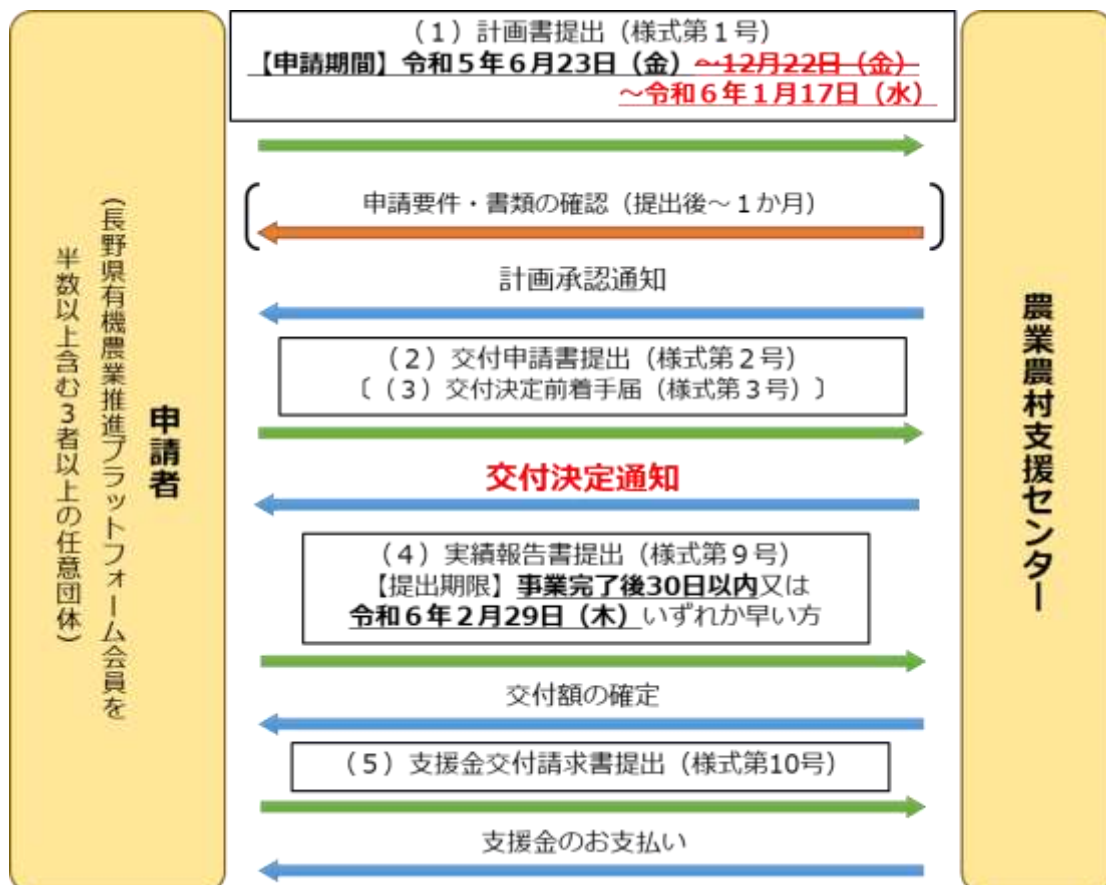 (1)計画書提出(様式第1号)
【申請期間】令和5年6月23日(金)~12月22日(金)
~令和6年1月17日(水)
申請要件・書類の確認(提出後~1か月)
計画承認通知
(2)交付申請書提出(様式第2号)
〔(3)交付決定前着手届(様式第3号)〕
交付決定通知
(4)実績報告書提出(様式第9号)
【提出期限】事業完了後30日以内又は
令和6年2月29日(木)いずれか早い方
交付額の確定
(5)支援金交付請求書提出(様式第10号)
支援金のお支払い
申請者
(長野県有機農業推進プラットフォーム会員を
半数以上含む3者以上の任意団体)
農業農村支援センター